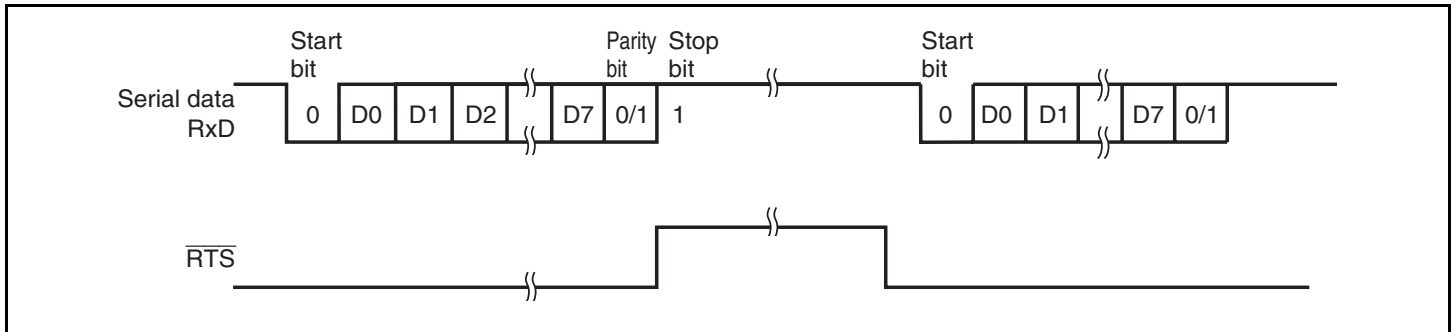 Start bit
Parity bit
Stop bit
Start bit
Serial data RxD
0 D0 D1 D2 D7 0/1 1 0 D0 D1 D7 0/1
RTS